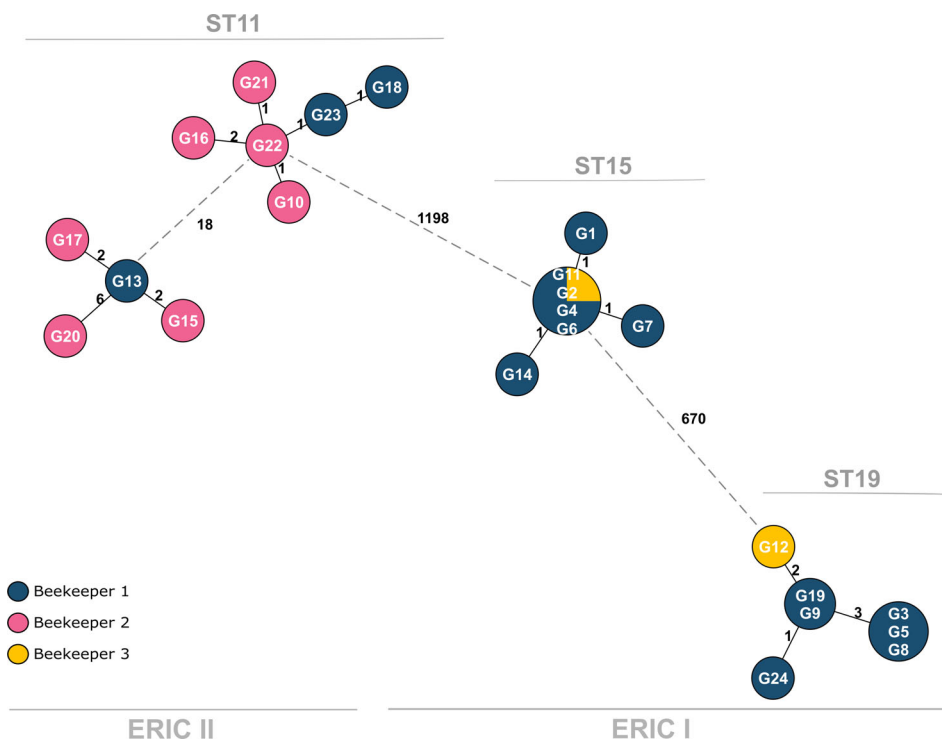 ST11
G21
G18
1
1
G23
G16
2
1
G22
1
G10
ST15
18
1198
G17
G1
2
1
G13
G11
G2
G4
G6
6
2
1
G7
G20
G15
1
G14
670
ST19
G12
2
G19
G9
3
G3
G5
G8
1
G24
Beekeeper 1
Beekeeper 2
Beekeeper 3
ERIC II
ERIC I